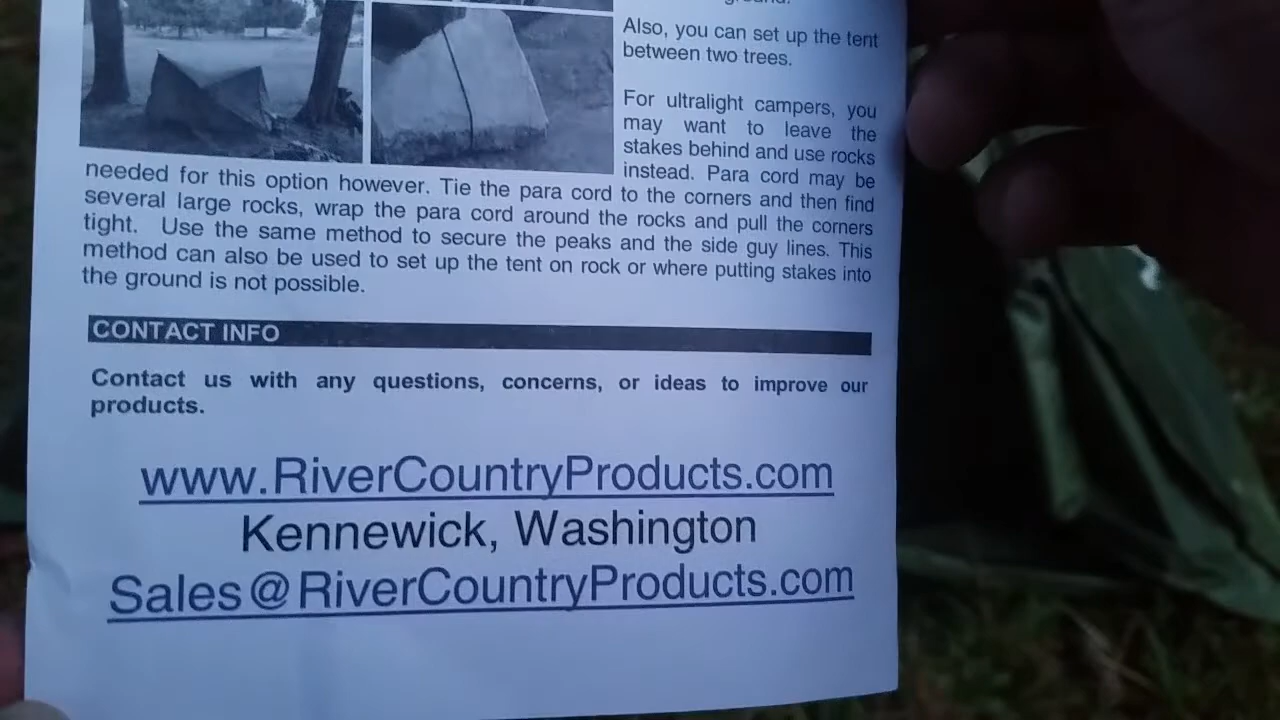 ground.
Also, you can set up the tent
between two trees.
For ultralight campers, you
may want to leave the
stakes behind and use rocks
instead. Para cord may be
needed for this option however. Tie the para cord to the corners and then find
several large rocks, wrap the para cord around the rocks and pull the corners
tight. Use the same method to secure the peaks and the side guy lines. This
method can also be used to set up the tent on rock or where putting stakes into
the ground is not possible.
CONTACT INFO
Contact us with any questions, concerns, or ideas to improve our
products.
www.RiverCountryProducts.com
Kennewick, Washington
Sales@RiverCountryProducts.com